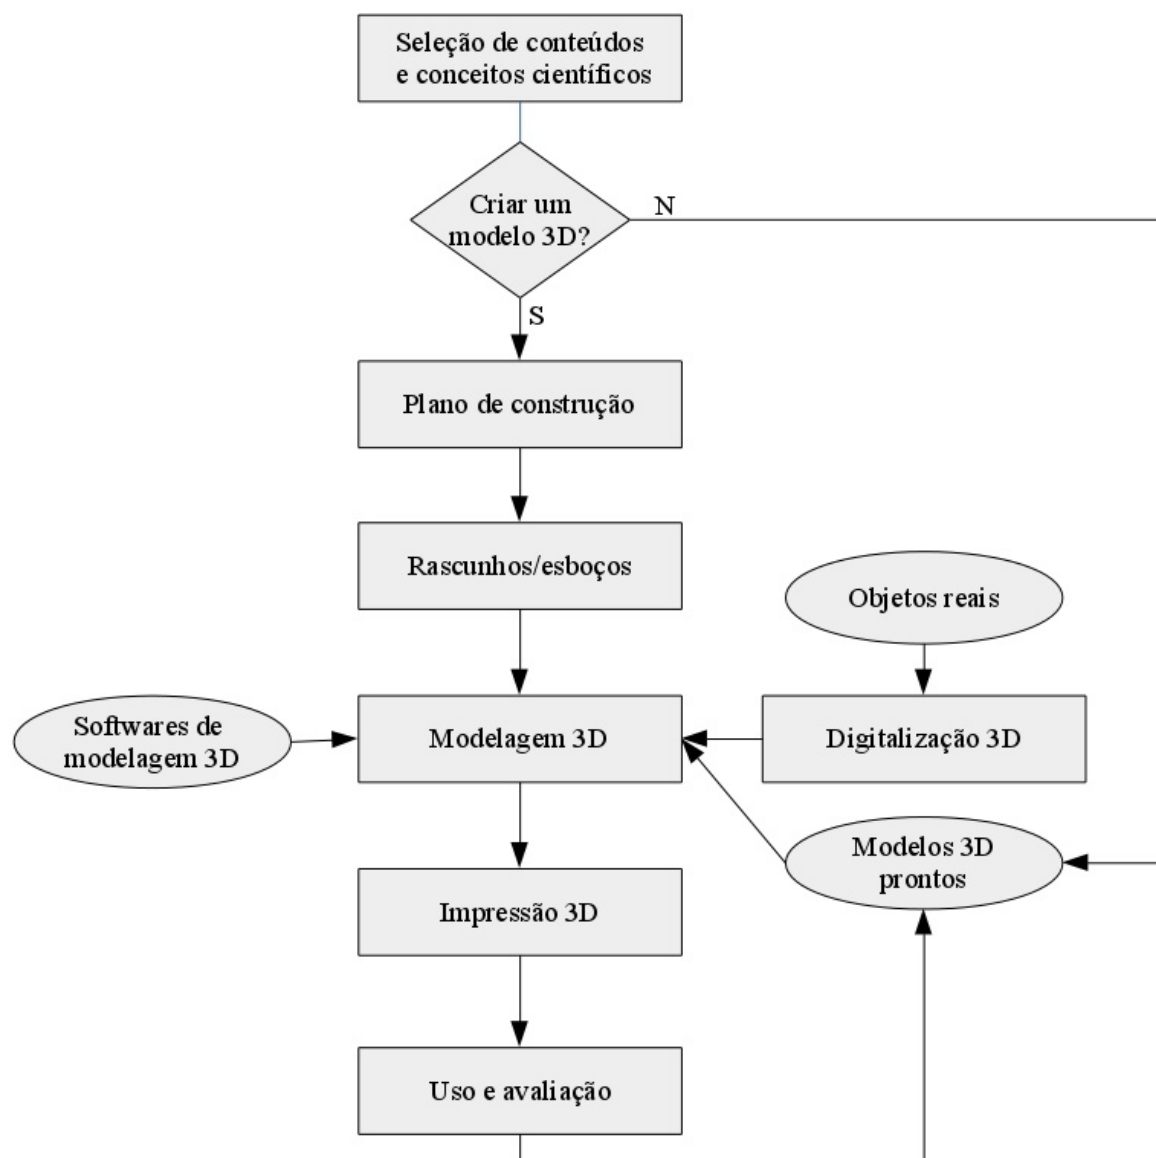 Seleção de conteúdos
e conceitos científicos
Criar um
modelo 3D?
N
S
Plano de construção
Rascunhos/esboços
Objetos reais
Softwares de
modelagem 3D
Modelagem 3D
Digitalização 3D
Modelos 3D
prontos
Impressão 3D
Uso e avaliação